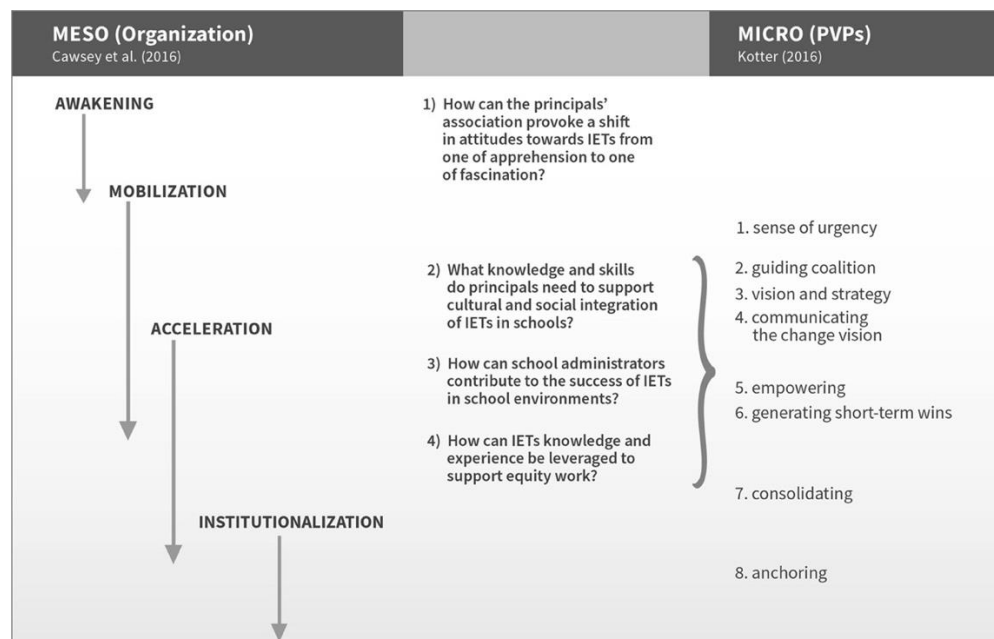 MESO (Organization)
Cawsey et al. (2016)
MICRO (PVPs)
Kotter (2016)
AWAKENING
MOBILIZATION
ACCELERATION
INSTITUTIONALIZATION
1) How can the principals’
association provoke a shift
in attitudes towards IETs from
one of apprehension to one
of fascination?
2) What knowledge and skills
do principals need to support
cultural and social integration
of IETs in schools?
3) How can school administrators
contribute to the success of IETs
in school environments?
4) How can IETs knowledge and
experience be leveraged to
support equity work?
1. sense of urgency
2. guiding coalition
3. vision and strategy
4. communicating
the change vision
5. empowering
6. generating short-term wins
7. consolidating
8. anchoring